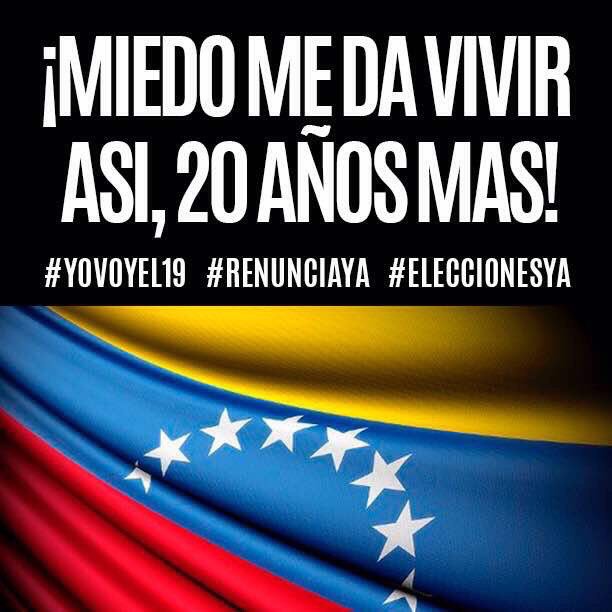 ¡MIEDO ME DA VIVIR
ASI, 20 AÑOS MAS!
#YOVOYEL19 #RENUNCIAYA #ELECCIONESYA